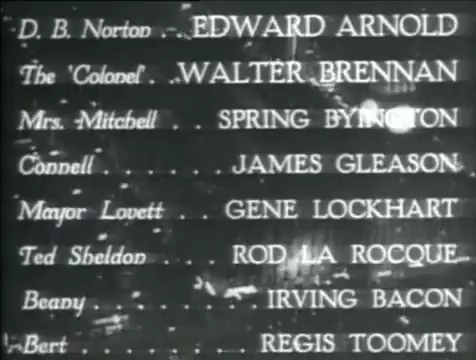 D. B. Norton . . EDWARD ARNOLD
The 'Colonel' . . WALTER BRENNAN
Mrs. Mitchell . . SPRING BYINGTON
Connell . . . . . . JAMES GLEASON
Mayor Lovett . . GENE LOCKHART
Ted Sheldon . . . . ROD LA ROCQUE
Beany . . . . . . . . IRVING BACON
Bert . . . . . . . . REGIS TOOMEY